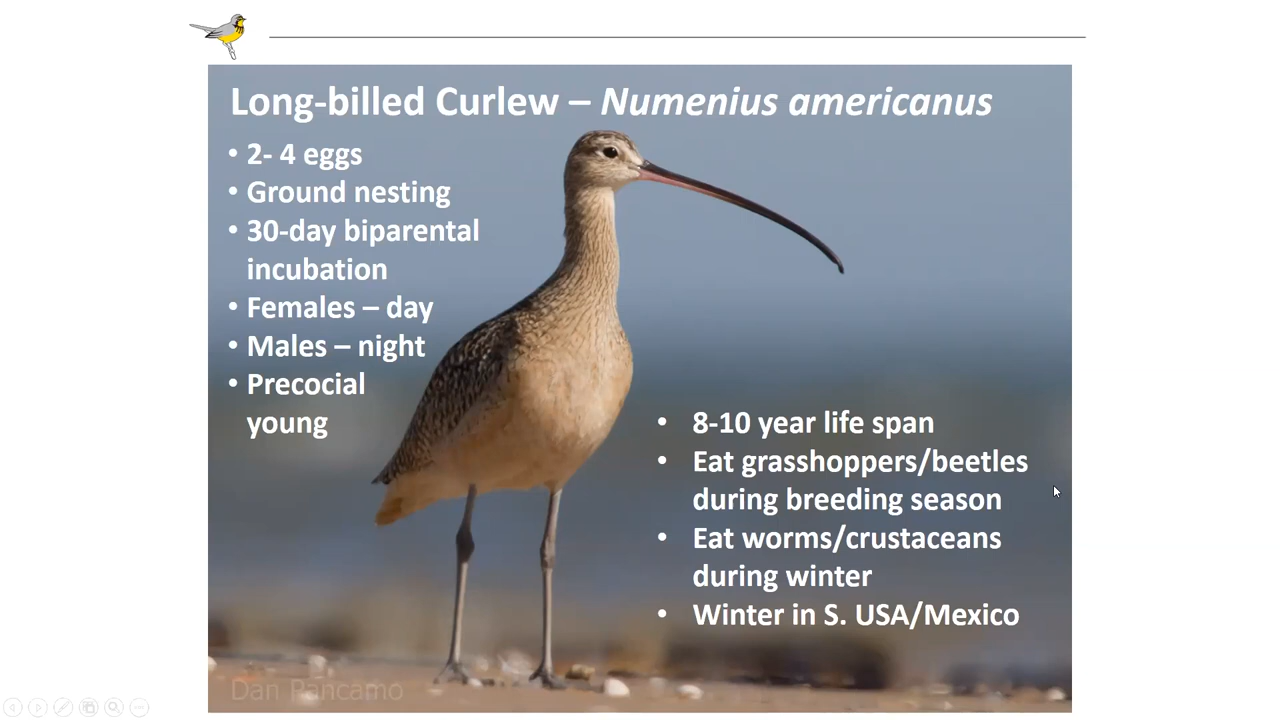 Long-billed Curlew – Numenius americanus
• 2- 4 eggs
• Ground nesting
• 30-day biparental
incubation
• Females – day
• Males – night
• Precocial
young
• 8-10 year life span
• Eat grasshoppers/beetles
during breeding season
• Eat worms/crustaceans
during winter
• Winter in S. USA/Mexico
Dan Pancamo